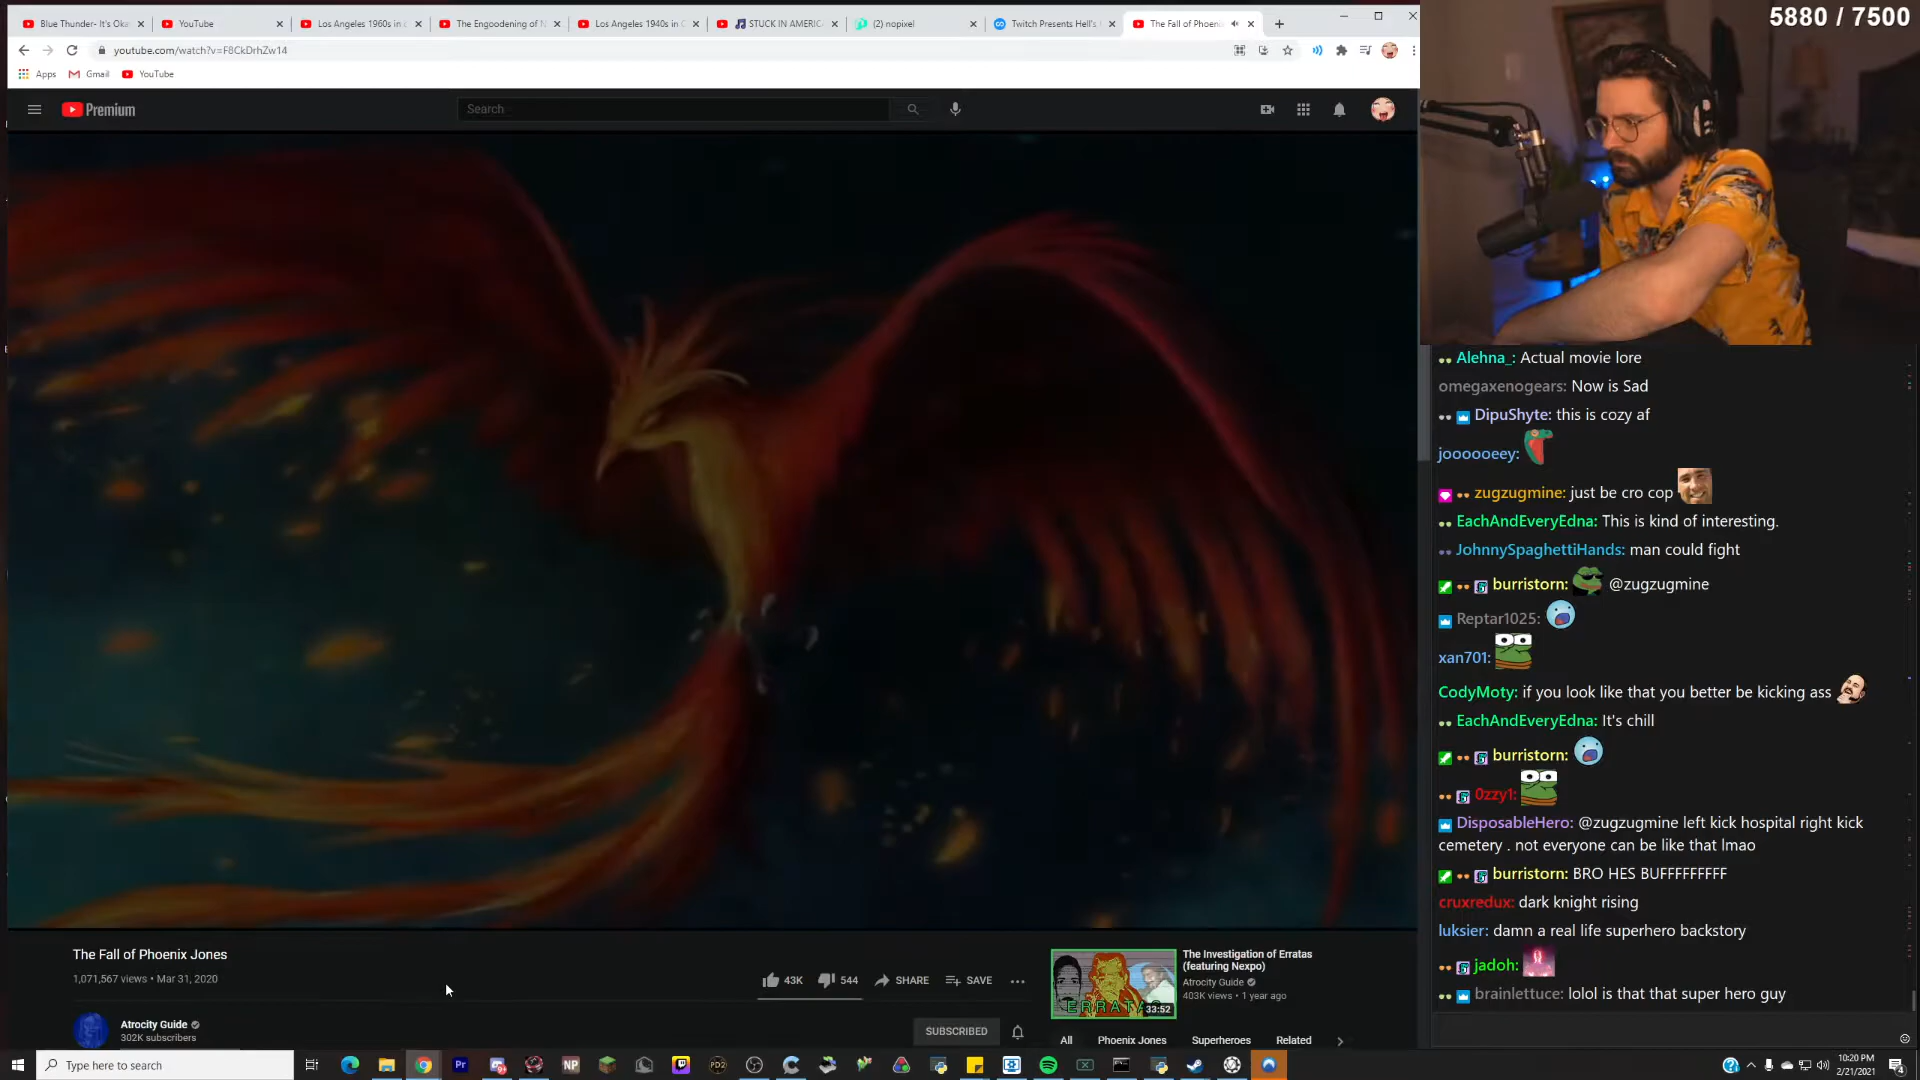 Blue Thunder- It's Oka
YouTube
Los Angeles 1960s in c
The Engoodening of N
Los Angeles 1940s in C
STUCK IN AMERIC
(2) nopixel
Twitch Presents Hell's
The Fall of Phoeni
youtube.com/watch?v=F8CkDrhZw14
Apps
Gmail
YouTube
Premium
Search
5880 / 7500
Alehna_: Actual movie lore
omegaxenogears: Now is Sad
DipuShyte: this is cozy af
joooooeey:
zugzugmine: just be cro cop
EachAndEveryEdna: This is kind of interesting.
JohnnySpaghettiHands: man could fight
burristorn: @zugzugmine
Reptar1025:
xan701:
CodyMoty: if you look like that you better be kicking ass
EachAndEveryEdna: It's chill
burristorn:
0zzy1:
DisposableHero: @zugzugmine left kick hospital right kick
cemetery . not everyone can be like that lmao
burristorn: BRO HES BUFFFFFFFFF
cruxredux: dark knight rising
luksier: damn a real life superhero backstory
jadoh:
brainlettuce: lolol is that that super hero guy
The Fall of Phoenix Jones
1,071,567 views • Mar 31, 2020
43K
544
SHARE
SAVE
Atrocity Guide
302K subscribers
SUBSCRIBED
ERRATAS
33:52
The Investigation of Erratas
(featuring Nexpo)
Atrocity Guide
403K views • 1 year ago
All
Phoenix Jones
Superheroes
Related
Type here to search
Pr
NP
PD2
10:20 PM
2/21/2021